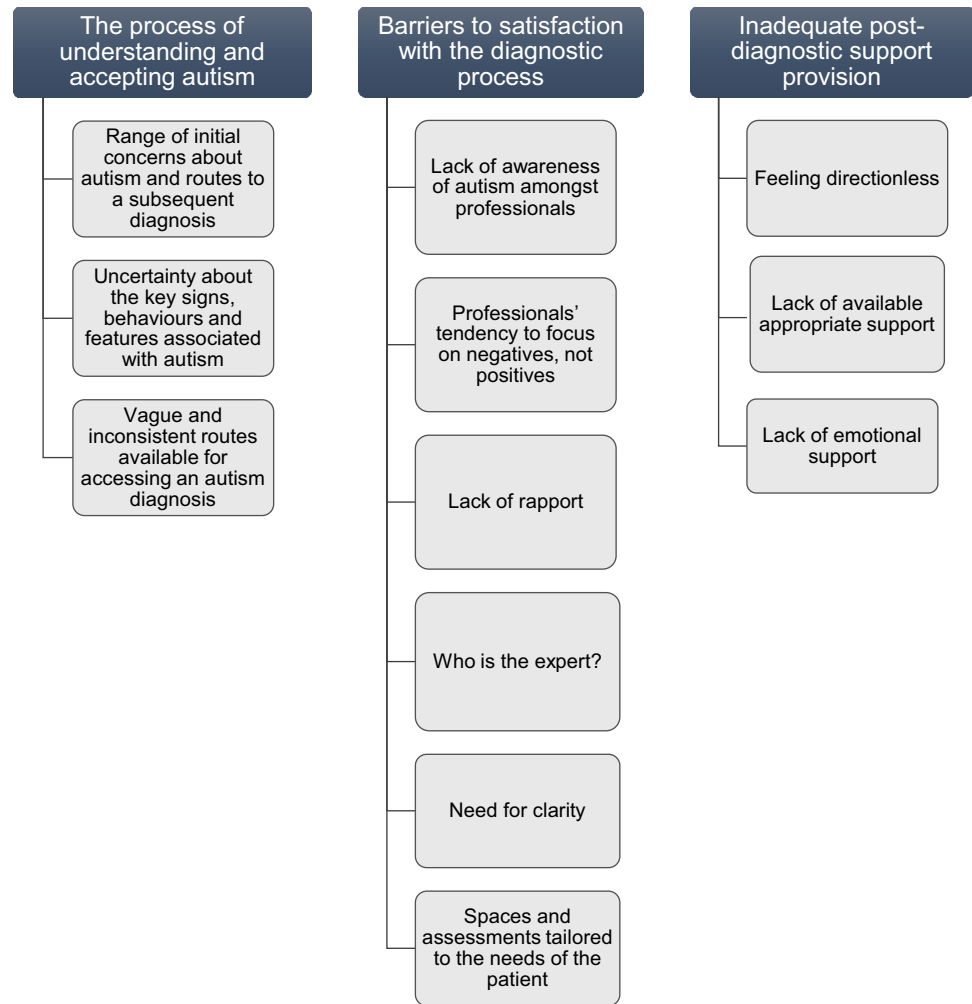 The process of
understanding and
accepting autism
Range of initial
concerns about
autism and routes to
a subsequent
diagnosis
Uncertainty about
the key signs,
behaviours and
features associated
with autism
Vague and
inconsistent routes
available for
accessing an autism
diagnosis
Barriers to satisfaction
with the diagnostic
process
Lack of awareness
of autism amongst
professionals
Professionals’
tendency to focus
on negatives, not
positives
Lack of rapport
Who is the expert?
Need for clarity
Spaces and
assessments tailored
to the needs of the
patient
Inadequate post-
diagnostic support
provision
Feeling directionless
Lack of available
appropriate support
Lack of emotional
support